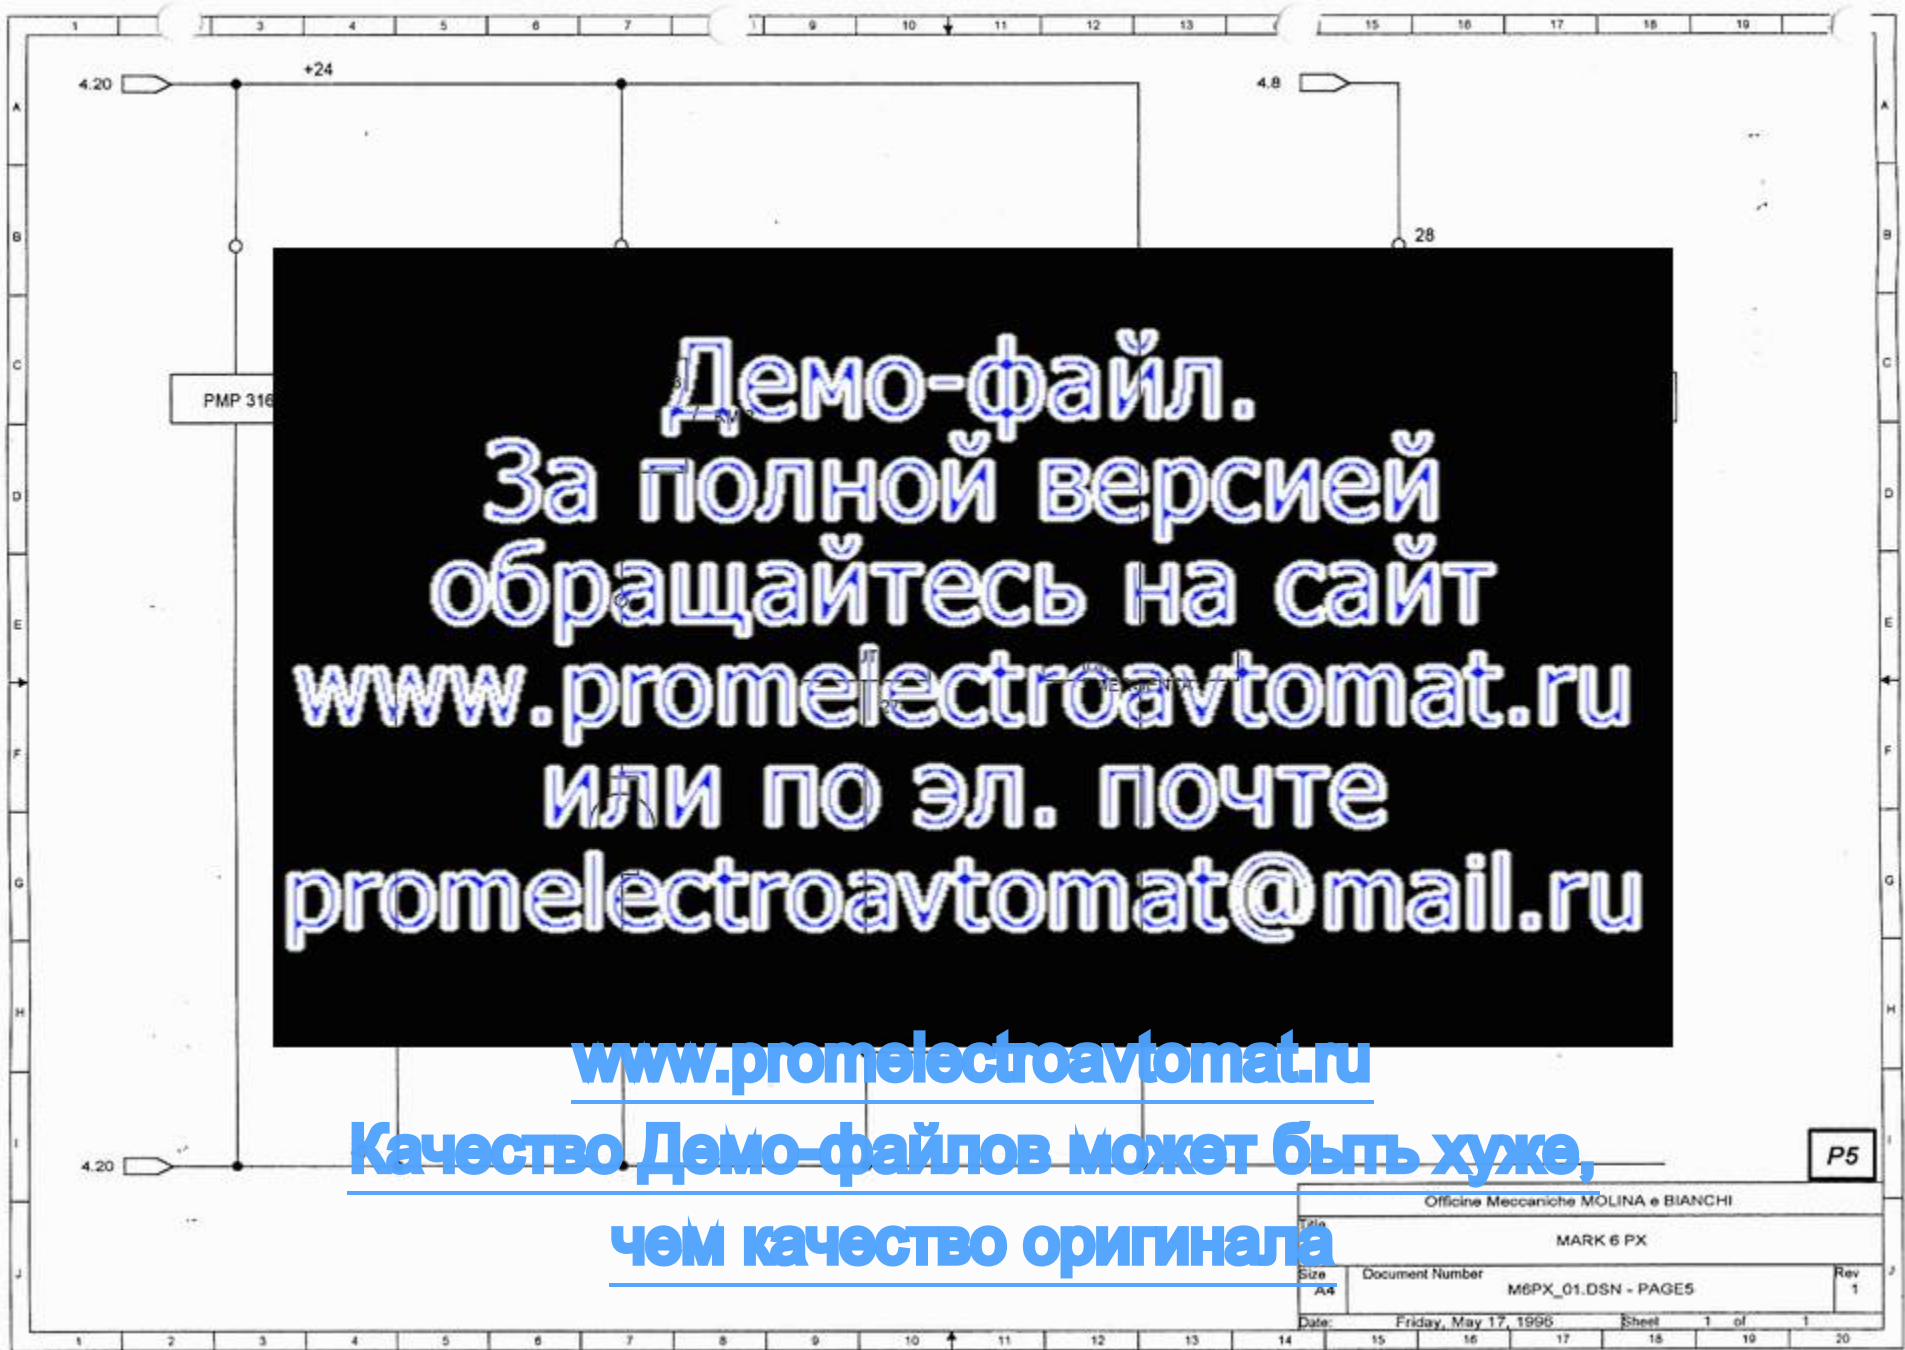 1 3 4 5 6 7 9 10 11 12 13 15 16 17 18 19
4.20 +24 4.8
A A
B B
28
C C
PMP 316
D D
E E
F F
G G
H H
I I
J J
Демо-файл.
За полной версией
обращайтесь на сайт
www.promelectroavtomat.ru
или по эл. почте
promelectroavtomat@mail.ru
www.promelectroavtomat.ru
Качество Демо-файлов может быть хуже,
чем качество оригинала
4.20
P5
Officine Meccaniche MOLINA e BIANCHI
Title
MARK 6 PX
Size Document Number Rev
A4 M6PX_01.DSN - PAGE5 1
Date: Friday, May 17, 1996 Sheet 1 of 1
1 2 3 4 5 6 7 8 9 10 11 12 13 14 15 16 17 18 19 20